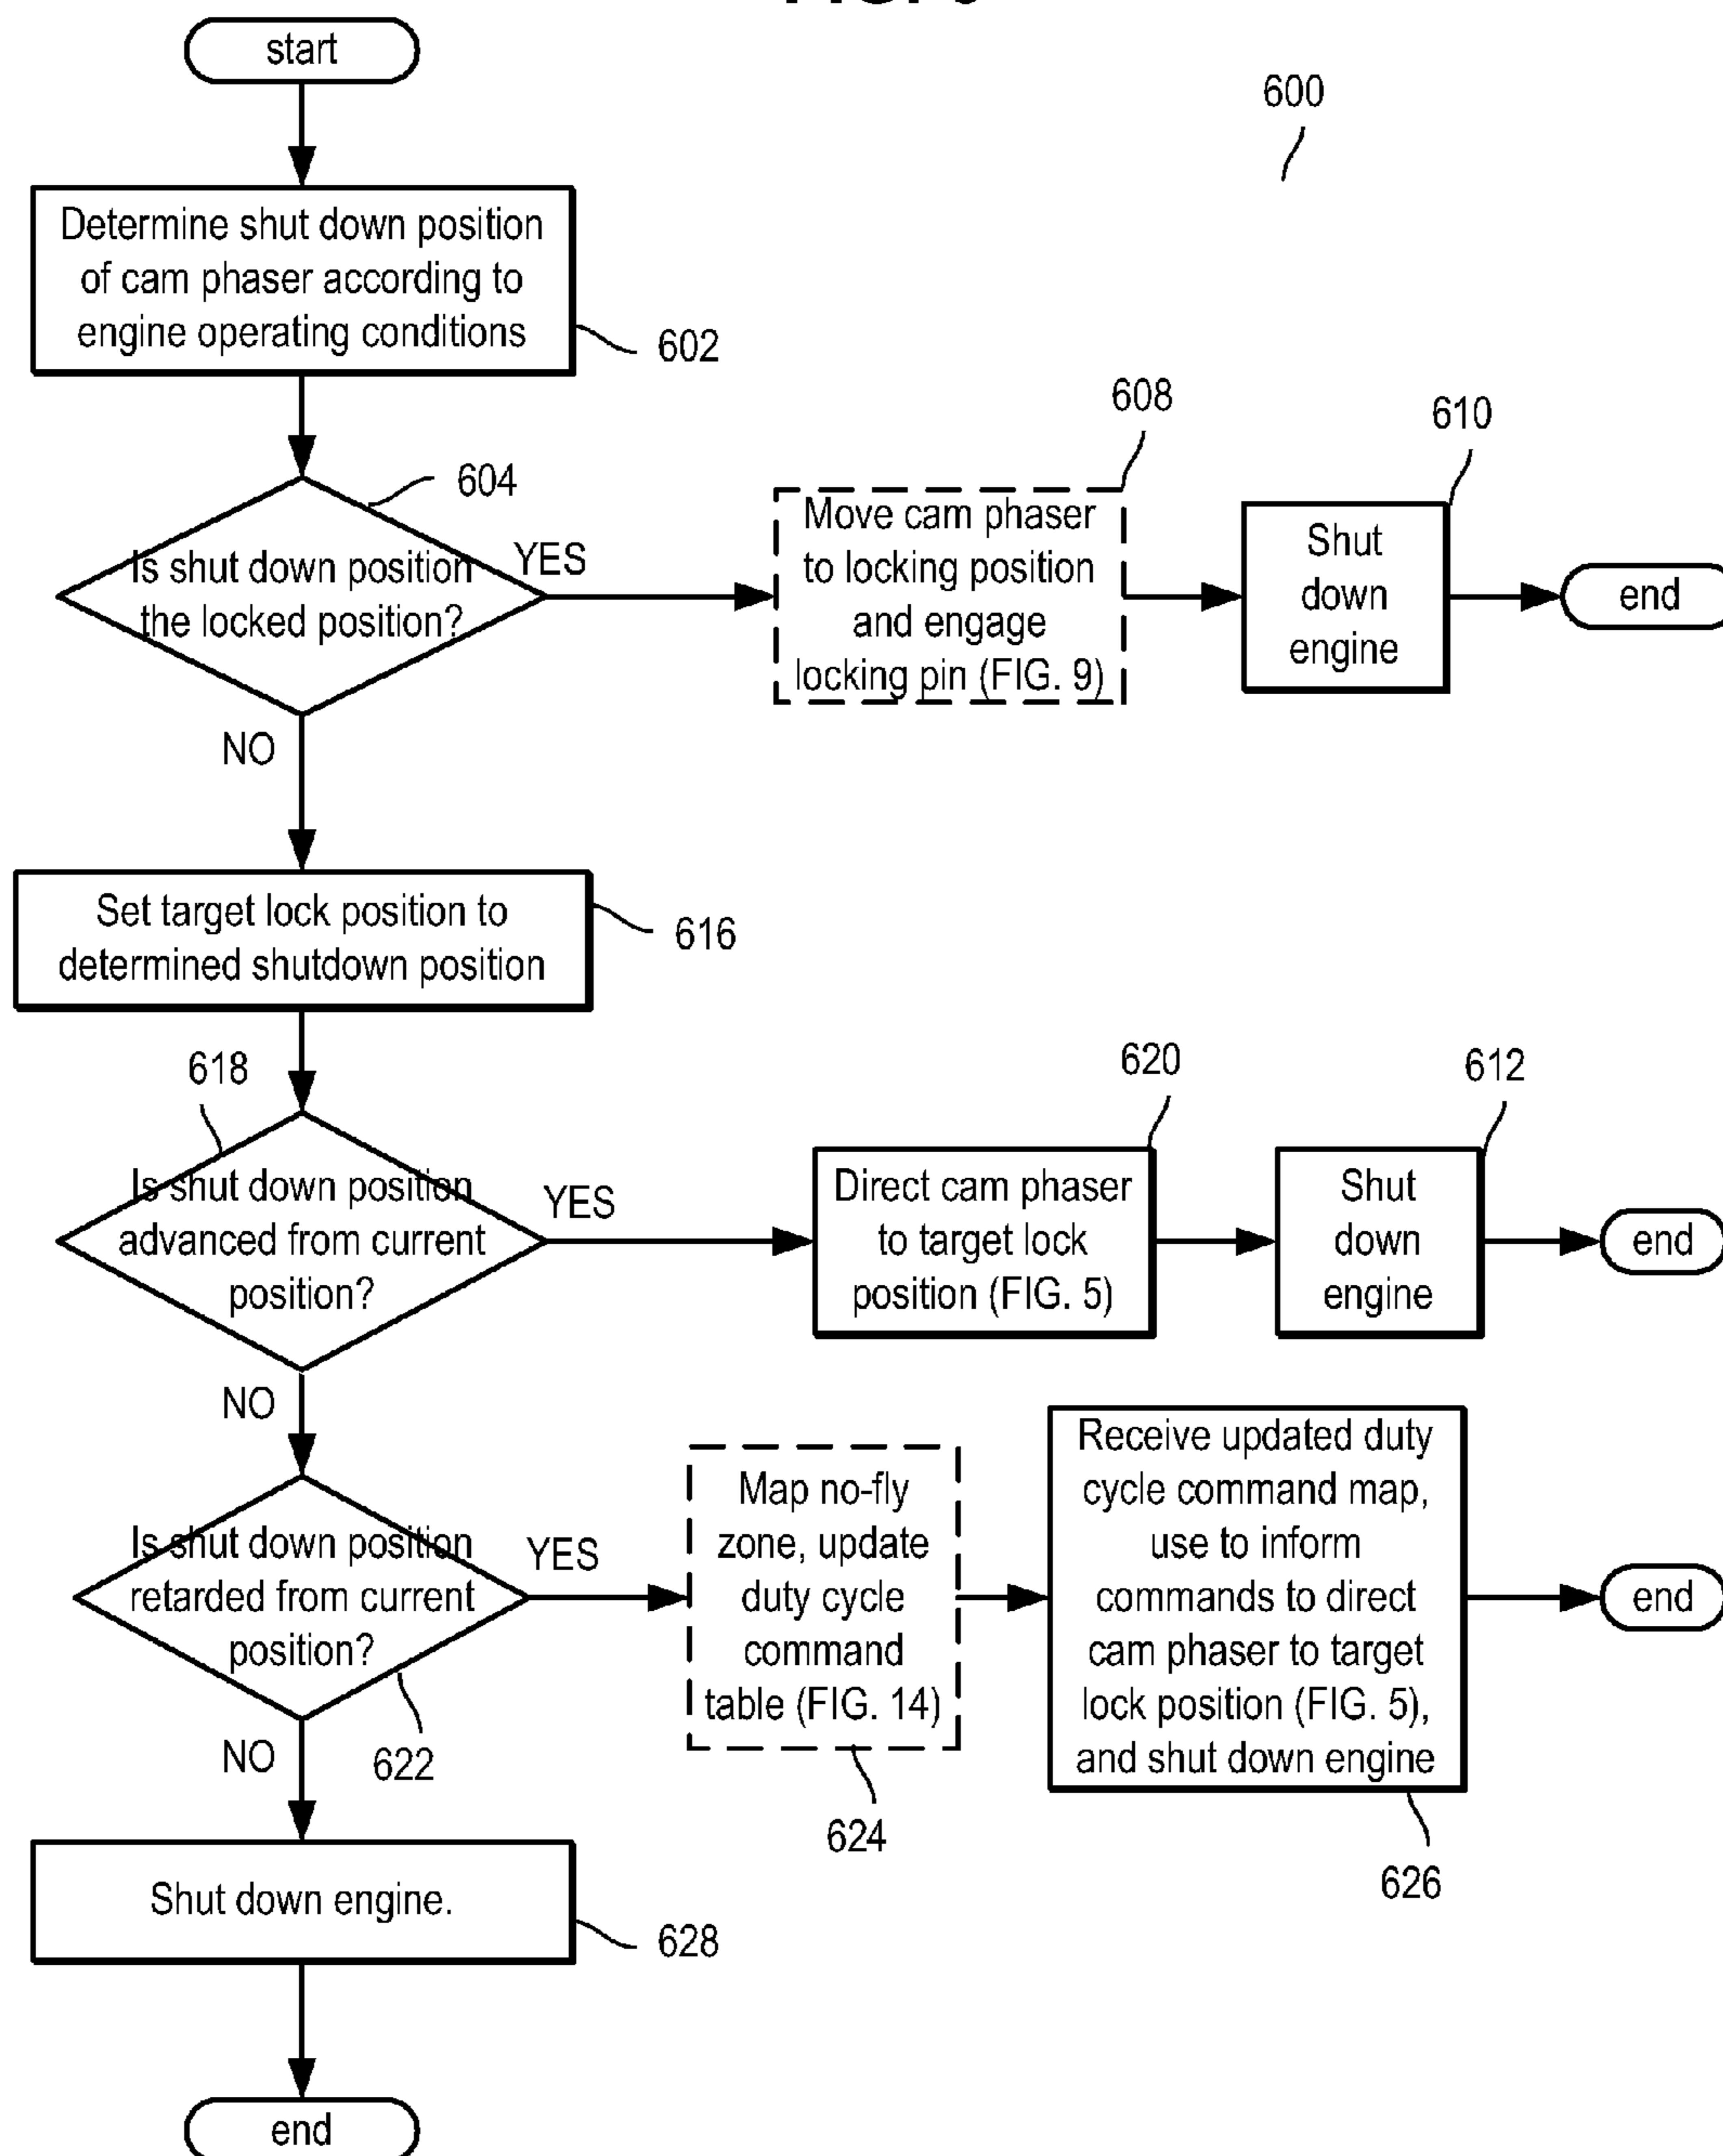 start
600
Determine shut down position
of cam phaser according to
engine operating conditions
602
604
Is shut down position
the locked position?
YES
608
Move cam phaser
to locking position
and engage
locking pin (FIG. 9)
610
Shut
down
engine
end
NO
Set target lock position to
determined shutdown position
616
618
Is shut down position
advanced from current
position?
YES
620
Direct cam phaser
to target lock
position (FIG. 5)
612
Shut
down
engine
end
NO
Is shut down position
retarded from current
position?
622
YES
Map no-fly
zone, update
duty cycle
command
table (FIG. 14)
624
Receive updated duty
cycle command map,
use to inform
commands to direct
cam phaser to target
lock position (FIG. 5),
and shut down engine
626
end
NO
Shut down engine.
628
end